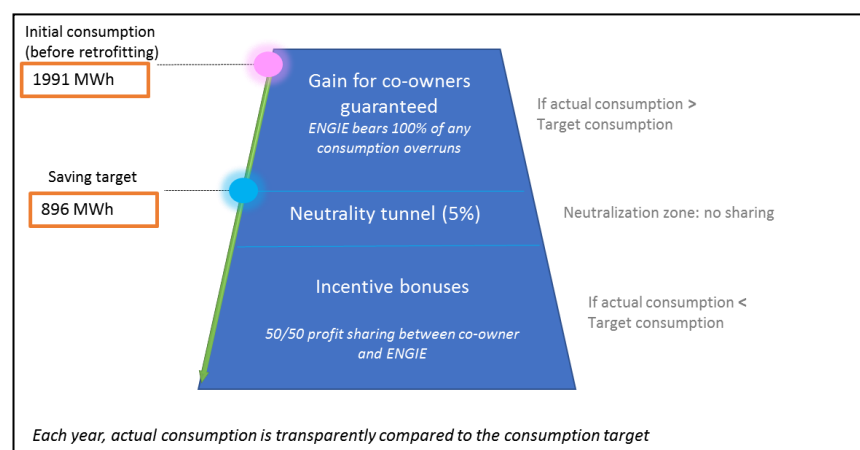 Initial consumption
(before retrofitting)
1991 MWh
Gain for co-owners
guaranteed
ENGIE bears 100% of any
consumption overruns
If actual consumption >
Target consumption
Saving target
896 MWh
Neutrality tunnel (5%)
Neutralization zone: no sharing
Incentive bonuses
50/50 profit sharing between co-owner
and ENGIE
If actual consumption <
Target consumption
Each year, actual consumption is transparently compared to the consumption target